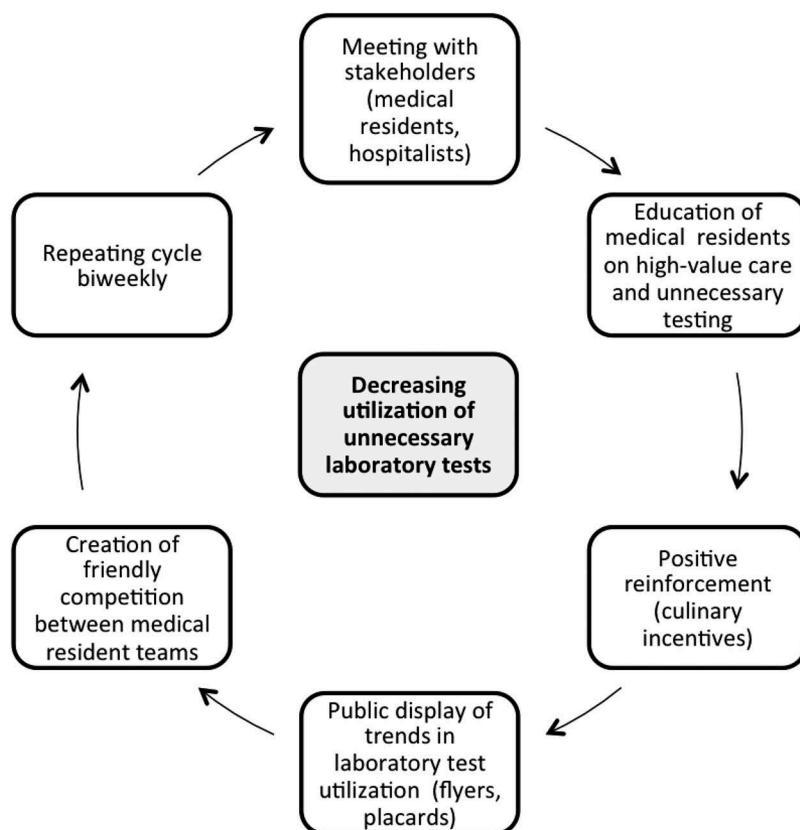 Meeting with
stakeholders
(medical
residents,
hospitalists)
Education of
medical residents
on high-value care
and unnecessary
testing
Positive
reinforcement
(culinary
incentives)
Public display of
trends in
laboratory test
utilization (flyers,
placards)
Creation of
friendly
competition
between medical
resident teams
Repeating cycle
biweekly
Decreasing
utilization of
unnecessary
laboratory tests